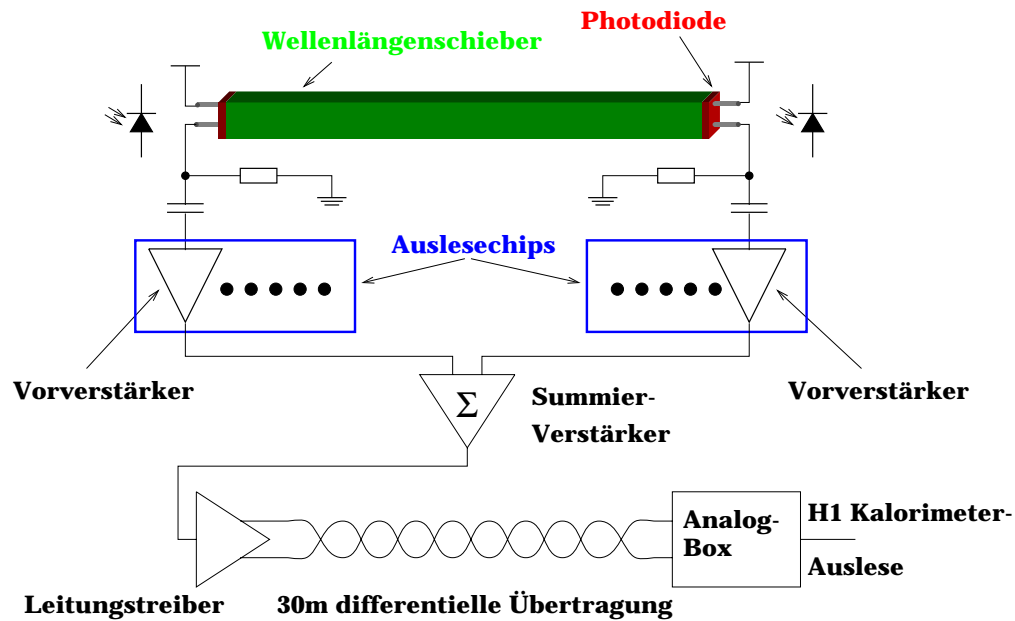 Photodiode
Wellenlängenschieber
Auslesechips
Vorverstärker
Vorverstärker
Σ
Summier-
Verstärker
Analog-
Box
H1 Kalorimeter-
Auslese
Leitungstreiber
30m differentielle Übertragung